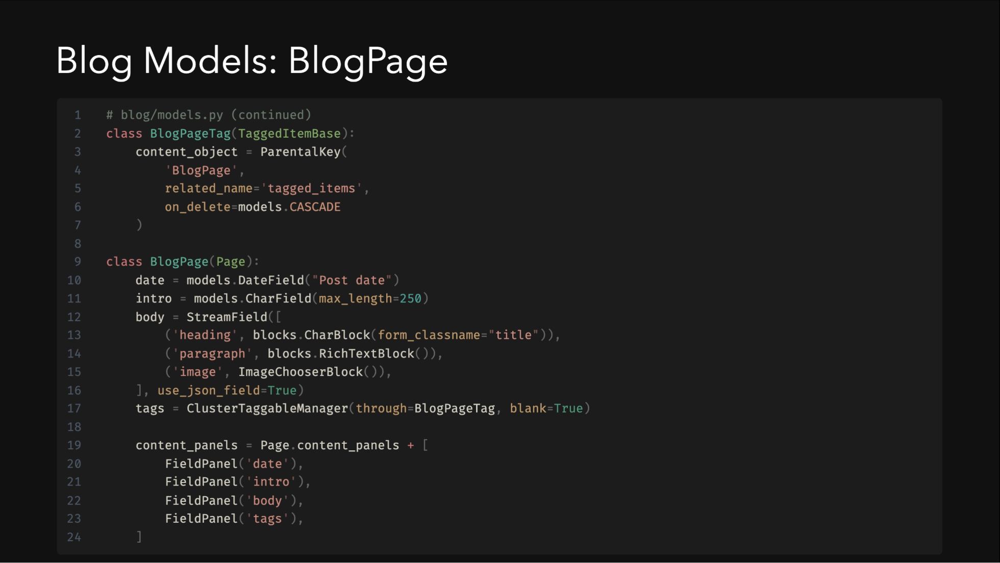 Blog Models: BlogPage
1 # blog/models.py (continued)
2 class BlogPageTag(TaggedItemBase):
3     content_object = ParentalKey(
4         'BlogPage',
5         related_name='tagged_items',
6         on_delete=models.CASCADE
7     )
8
9 class BlogPage(Page):
10     date = models.DateField("Post date")
11     intro = models.CharField(max_length=250)
12     body = StreamField([
13         ('heading', blocks.CharBlock(form_classname="title")),
14         ('paragraph', blocks.RichTextBlock()),
15         ('image', ImageChooserBlock()),
16     ], use_json_field=True)
17     tags = ClusterTaggableManager(through=BlogPageTag, blank=True)
18
19     content_panels = Page.content_panels + [
20         FieldPanel('date'),
21         FieldPanel('intro'),
22         FieldPanel('body'),
23         FieldPanel('tags'),
24     ]